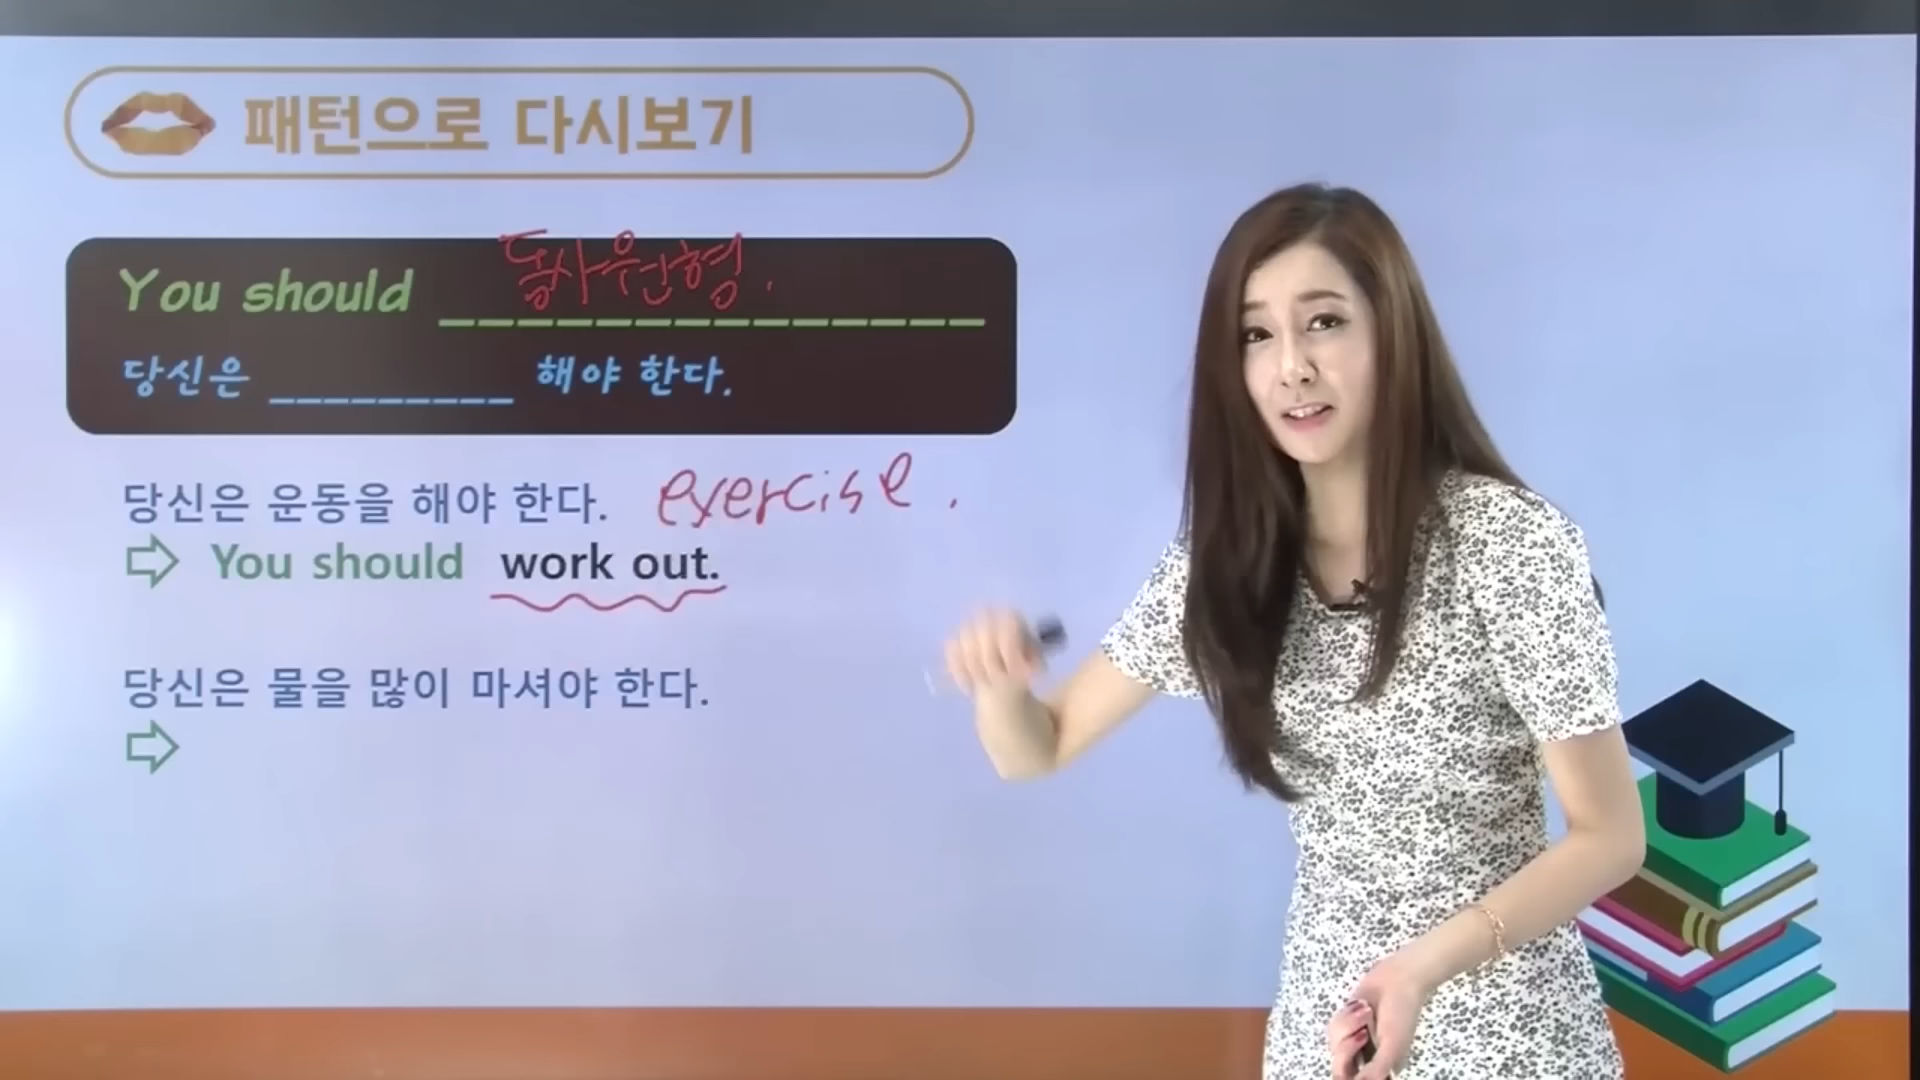 패턴으로 다시보기
You should 동사원형.
당신은 _________ 해야 한다.
당신은 운동을 해야 한다. exercise.
You should work out.
당신은 물을 많이 마셔야 한다.